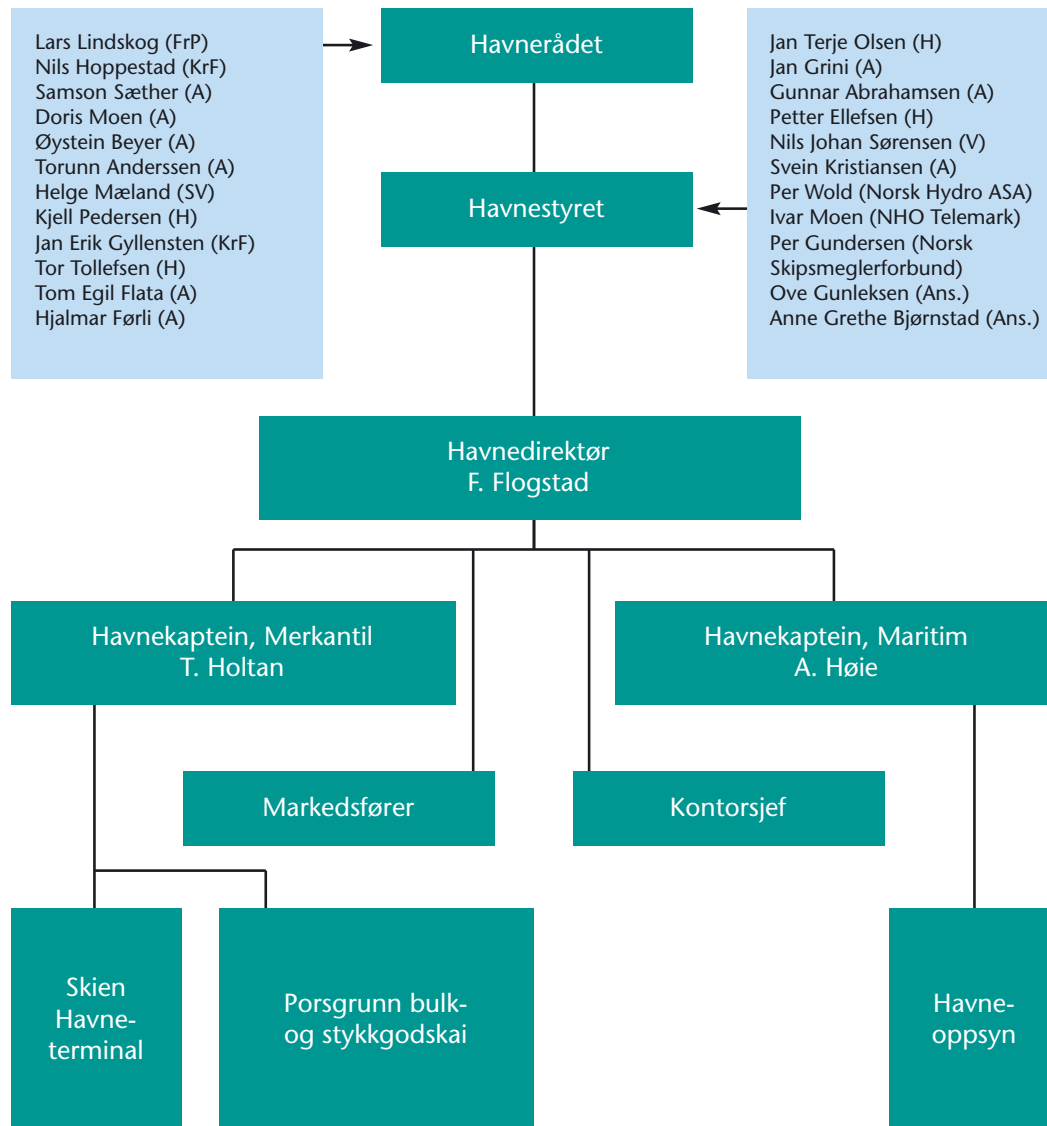 Lars Lindskog (FrP)
Nils Hoppestad (KrF)
Samson Sæther (A)
Doris Moen (A)
Øystein Beyer (A)
Torunn Anderssen (A)
Helge Mæland (SV)
Kjell Pedersen (H)
Jan Erik Gyllensten (KrF)
Tor Tollefsen (H)
Tom Egil Flata (A)
Hjalmar Førli (A)
Havnerådet
Havnestyret
Jan Terje Olsen (H)
Jan Grini (A)
Gunnar Abrahamsen (A)
Petter Ellefsen (H)
Nils Johan Sørensen (V)
Svein Kristiansen (A)
Per Wold (Norsk Hydro ASA)
Ivar Moen (NHO Telemark)
Per Gundersen (Norsk
Skipsmeglerforbund)
Ove Gunleksen (Ans.)
Anne Grethe Bjørnstad (Ans.)
Havnedirektør
F. Flogstad
Havnekaptein, Merkantil
T. Holtan
Havnekaptein, Maritim
A. Høie
Markedsfører
Kontorsjef
Skien
Havne-
terminal
Porsgrunn bulk-
og stykkgodskai
Havne-
oppsyn